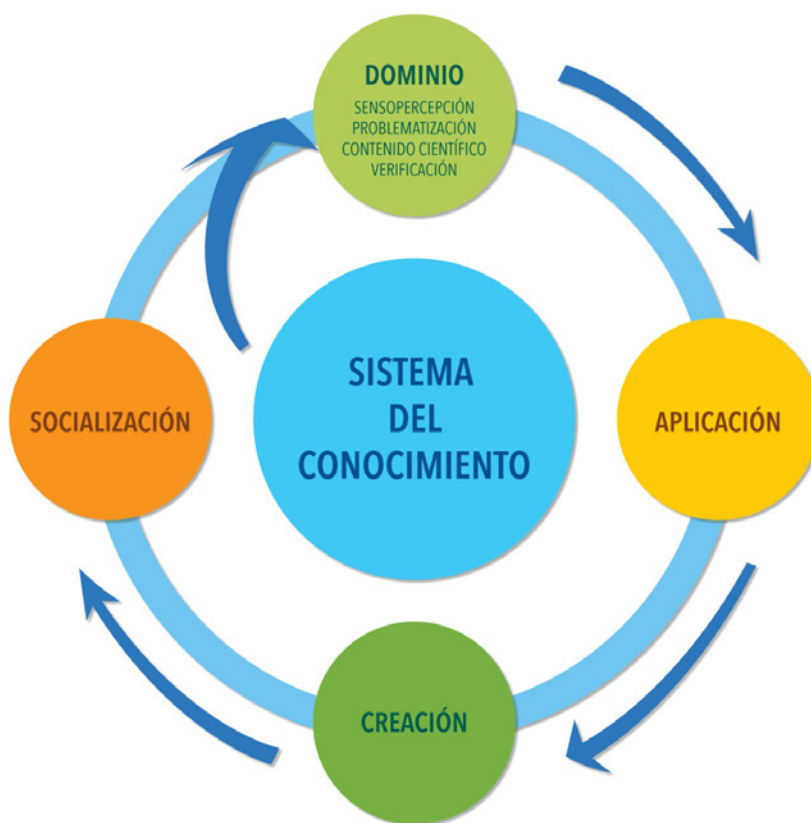 DOMINIO
SENSOPERCEPCIÓN
PROBLEMATIZACIÓN
CONTENIDO CIENTÍFICO
VERIFICACIÓN
SOCIALIZACIÓN
SISTEMA
DEL
CONOCIMIENTO
APLICACIÓN
CREACIÓN